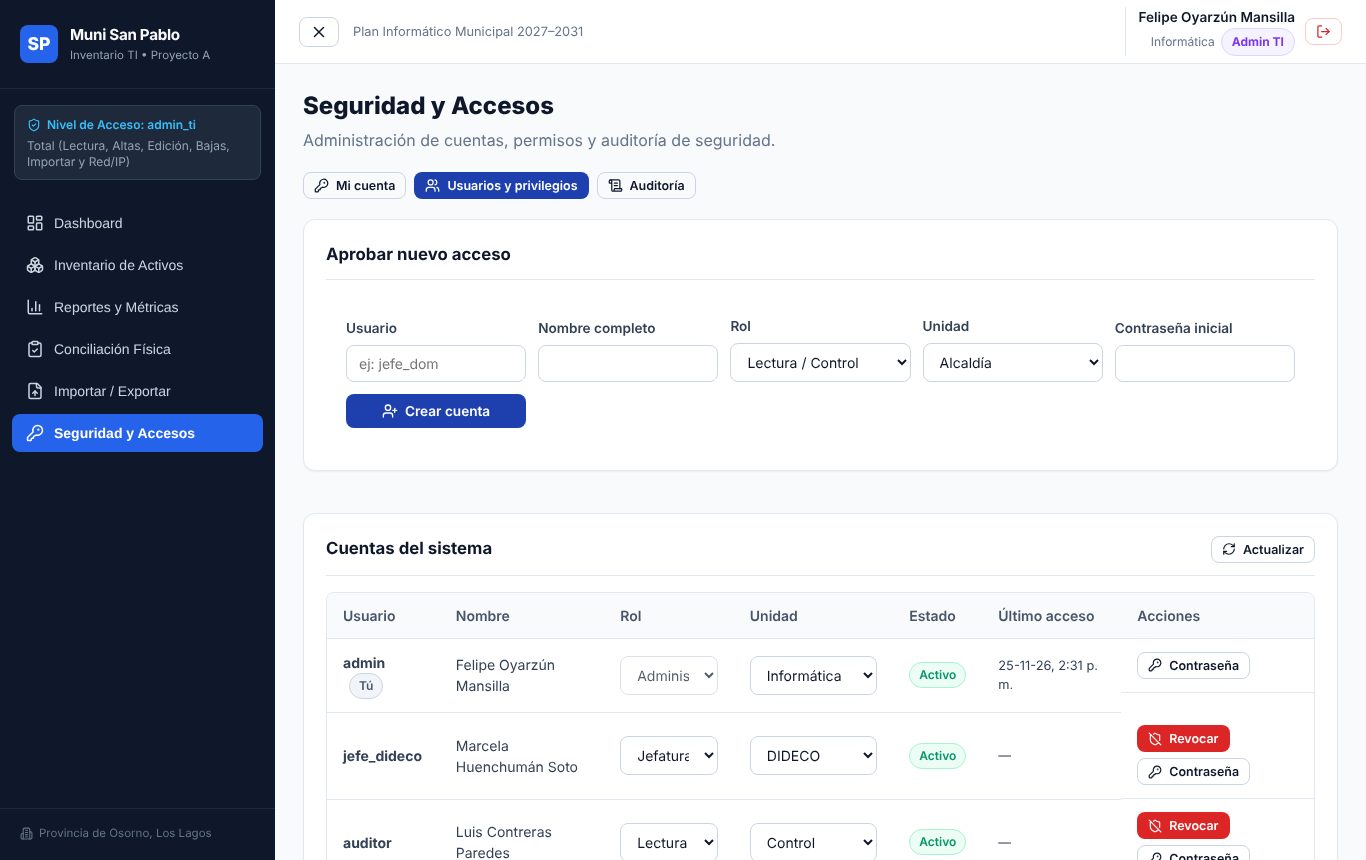 SP
Muni San Pablo
Inventario TI • Proyecto A
Nivel de Acceso: admin_ti
Total (Lectura, Altas, Edición, Bajas,
Importar y Red/IP)
Dashboard
Inventario de Activos
Reportes y Métricas
Conciliación Física
Importar / Exportar
Seguridad y Accesos
Provincia de Osorno, Los Lagos
Plan Informático Municipal 2027–2031
Felipe Oyarzún Mansilla
Informática Admin TI
Seguridad y Accesos
Administración de cuentas, permisos y auditoría de seguridad.
Mi cuenta Usuarios y privilegios Auditoría
Aprobar nuevo acceso
Usuario Nombre completo Rol Unidad Contraseña inicial
ej: jefe_dom Lectura / Control Alcaldía
Crear cuenta
Cuentas del sistema Actualizar
Usuario Nombre Rol Unidad Estado Último acceso Acciones
admin Tú Felipe Oyarzún Mansilla Adminis Informática Activo 25-11-26, 2:31 p. m. Contraseña
jefe_dideco Marcela Huenchumán Soto Jefatura DIDECO Activo — Revocar Contraseña
auditor Luis Contreras Paredes Lectura Control Activo — Revocar Contraseña